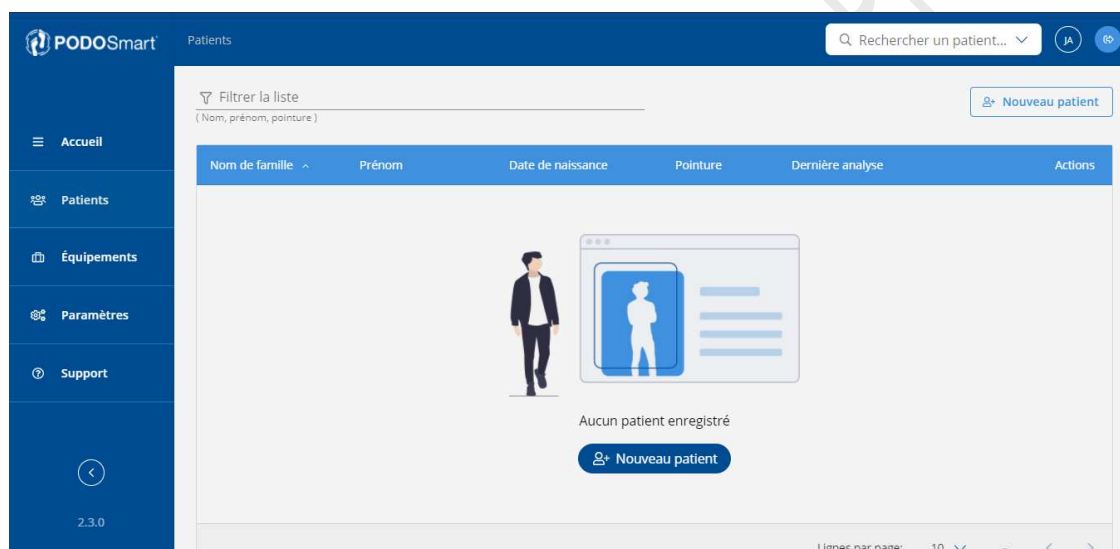 PODOSmart
Patients
Rechercher un patient...
JA
Filtrer la liste
( Nom, prénom, pointure )
Nouveau patient
Accueil
Patients
Équipements
Paramètres
Support
2.3.0
Nom de famille Prénom Date de naissance Pointure Dernière analyse Actions
Aucun patient enregistré
Nouveau patient
Lignes par page: 10